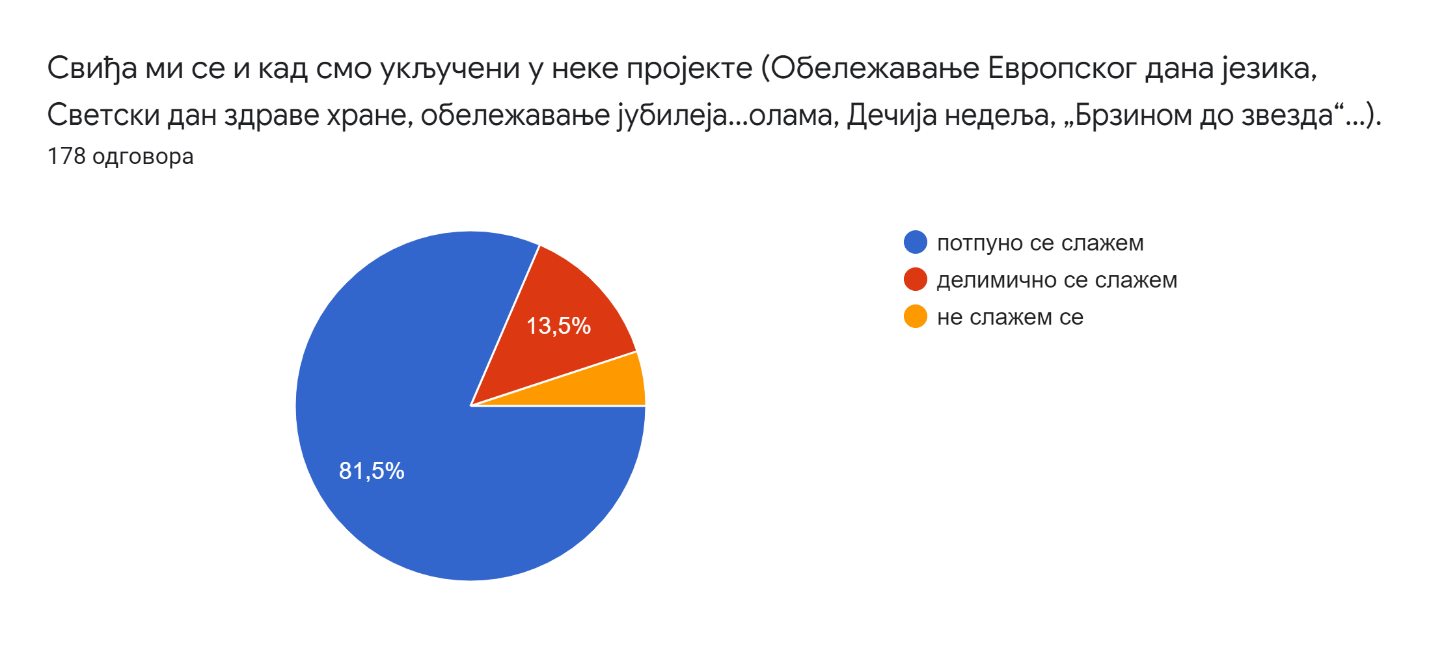 Свиђа ми се и кад смо укључени у неке пројекте (Обележавање Европског дана језика,
Светски дан здраве хране, обележавање јубилеја...олама, Дечија недеља, „Брзином до звезда“...).
178 одговора
потпуно се слажем
делимично се слажем
не слажем се
13,5%
81,5%